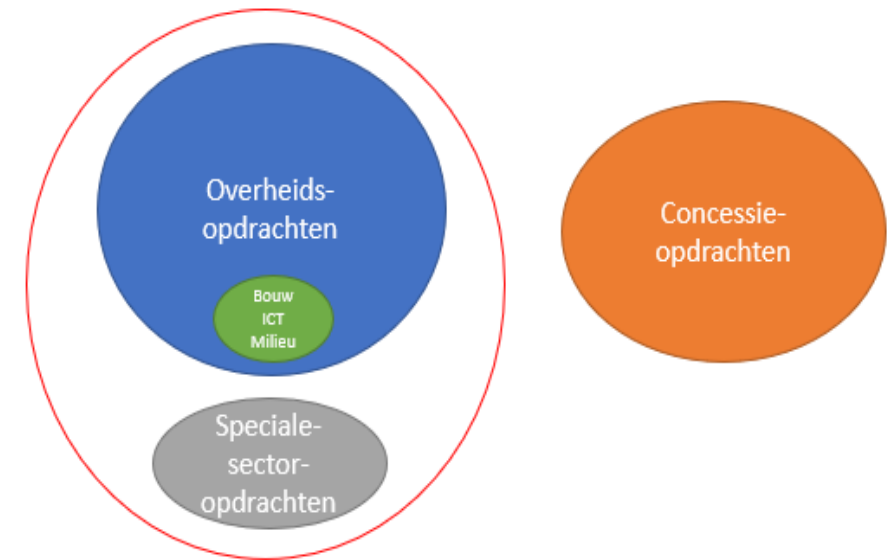 Overheids-
opdrachten
Bouw
ICT
Milieu
Speciale-
sector-
opdrachten
Concessie-
opdrachten